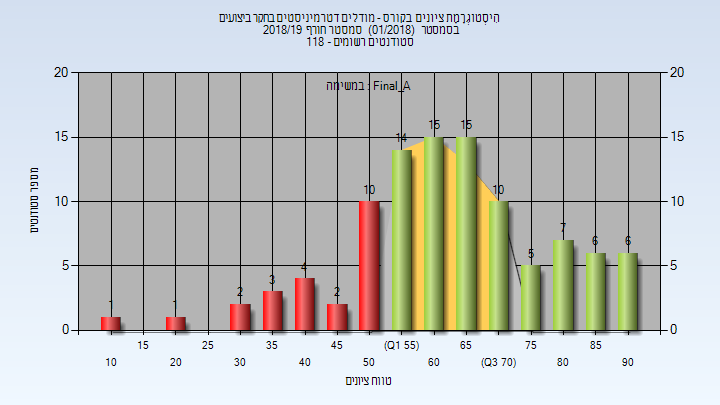 הִיסְטוֹגְרָמַת ציונים בקורס - מודלים דטרמיניסטים בחקר ביצועים
בסמסטר (01/2018) סמסטר חורף 2018/19
סטודנטים רשומים - 118
במשימה : Final_A
20 20
15 15
10 10
5 5
0 0
מספר סטודנטים
1 1 2 3 4 2 10 14 15 15 10 5 7 6 6
15 25 35 45 (Q1 55) 65 75 85
10 20 30 40 50 60 (Q3 70) 80 90
טווח ציונים